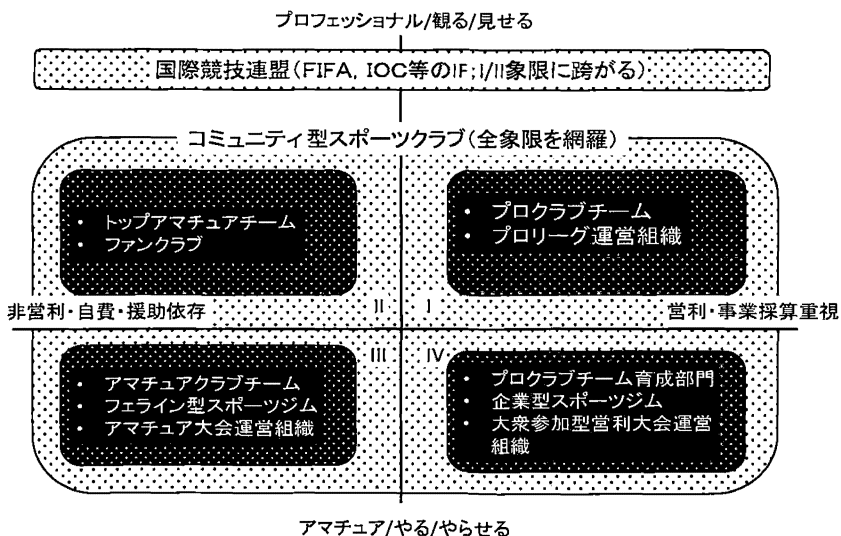 プロフェッショナル/観る/見せる
国際競技連盟(FIFA, IOC等のIF;I/II象限に跨がる)
コミュニティ型スポーツクラブ(全象限を網羅)
・ トップアマチュアチーム
・ ファンクラブ
・ プロクラブチーム
・ プロリーグ運営組織
非営利・自費・援助依存
II
I
営利・事業採算重視
III
IV
・ アマチュアクラブチーム
・ フェライン型スポーツジム
・ アマチュア大会運営組織
・ プロクラブチーム育成部門
・ 企業型スポーツジム
・ 大衆参加型営利大会運営
組織
アマチュア/やる/やらせる